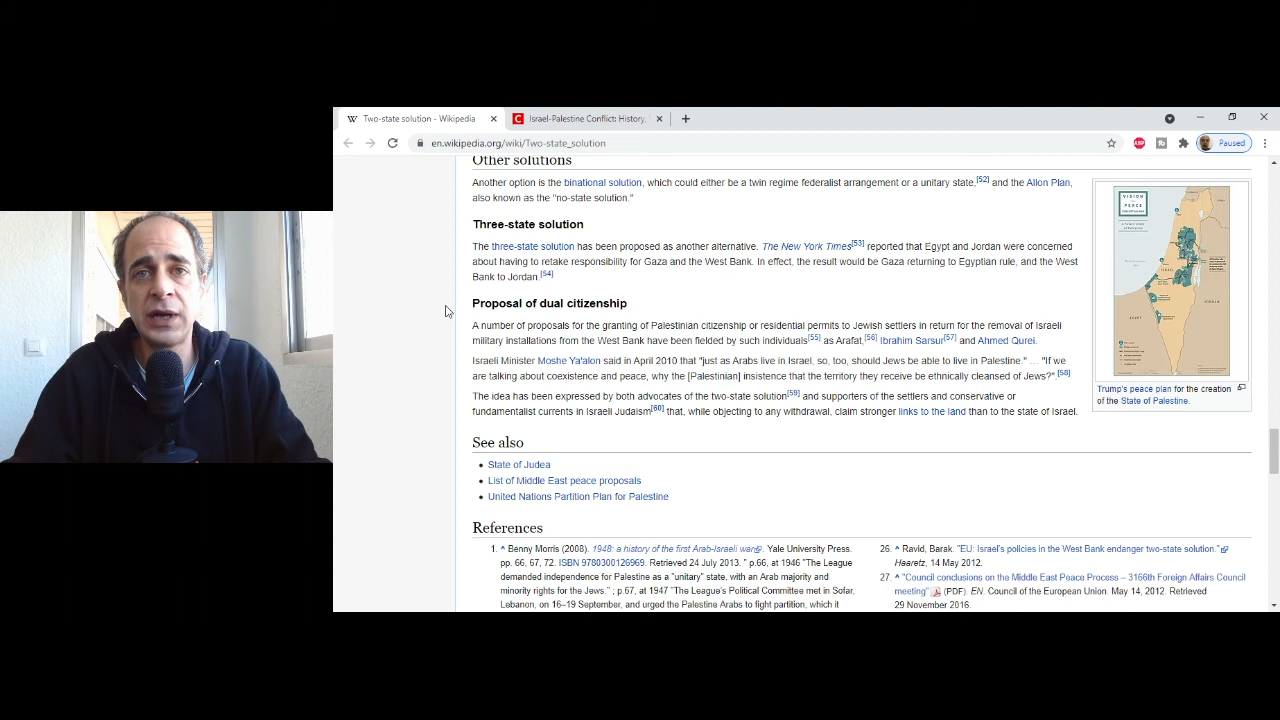 Two-state solution - Wikipedia
Israel-Palestine Conflict: History,
en.wikipedia.org/wiki/Two-state_solution
ABP
Paused
Other solutions
Another option is the binational solution, which could either be a twin regime federalist arrangement or a unitary state,[52] and the Allon Plan,
also known as the "no-state solution."
Three-state solution
The three-state solution has been proposed as another alternative. The New York Times[53] reported that Egypt and Jordan were concerned
about having to retake responsibility for Gaza and the West Bank. In effect, the result would be Gaza returning to Egyptian rule, and the West
Bank to Jordan.[54]
Proposal of dual citizenship
A number of proposals for the granting of Palestinian citizenship or residential permits to Jewish settlers in return for the removal of Israeli
military installations from the West Bank have been fielded by such individuals[55] as Arafat,[56] Ibrahim Sarsur[57] and Ahmed Qurei.
Israeli Minister Moshe Ya'alon said in April 2010 that "just as Arabs live in Israel, so, too, should Jews be able to live in Palestine." ... "If we
are talking about coexistence and peace, why the [Palestinian] insistence that the territory they receive be ethnically cleansed of Jews?".[58]
The idea has been expressed by both advocates of the two-state solution[59] and supporters of the settlers and conservative or
fundamentalist currents in Israeli Judaism[60] that, while objecting to any withdrawal, claim stronger links to the land than to the state of Israel.
VISION
PEACE
ISRAEL
EGYPT
JORDAN
Trump's peace plan for the creation
of the State of Palestine.
See also
State of Judea
List of Middle East peace proposals
United Nations Partition Plan for Palestine
References
1. ^ Benny Morris (2008). 1948: a history of the first Arab-Israeli war. Yale University Press.
pp. 66, 67, 72. ISBN 9780300126969. Retrieved 24 July 2013. " p.66, at 1946 "The League
demanded independence for Palestine as a "unitary" state, with an Arab majority and
minority rights for the Jews." ; p.67, at 1947 "The League's Political Committee met in Sofar,
Lebanon, on 16–19 September, and urged the Palestine Arabs to fight partition, which it
26. ^ Ravid, Barak. "EU: Israel's policies in the West Bank endanger two-state solution."
Haaretz, 14 May 2012.
27. ^ "Council conclusions on the Middle East Peace Process – 3166th Foreign Affairs Council
meeting" (PDF). EN. Council of the European Union. May 14, 2012. Retrieved
29 November 2016.